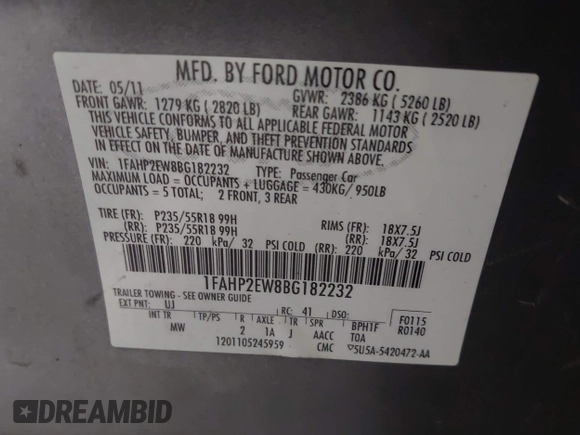 MFD. BY FORD MOTOR CO.
DATE: 05/11 GVWR: 2386 KG ( 5260 LB)
FRONT GAWR: 1279 KG ( 2820 LB) REAR GAWR: 1143 KG ( 2520 LB)
THIS VEHICLE CONFORMS TO ALL APPLICABLE FEDERAL MOTOR
VEHICLE SAFETY, BUMPER, AND THEFT PREVENTION STANDARDS
IN EFFECT ON THE DATE OF MANUFACTURE SHOWN ABOVE.
VIN: 1FAHP2EW8BG182232 TYPE: Passenger Car
MAXIMUM LOAD = OCCUPANTS + LUGGAGE = 430KG/ 950LB
OCCUPANTS = 5 TOTAL; 2 FRONT, 3 REAR
TIRE (FR): P235/55R18 99H RIMS (FR): 18X7.5J
(RR): P235/55R18 99H (RR): 18X7.5J
PRESSURE (FR): 220 kPa/ 32 PSI COLD (RR): 220 kPa/ 32 PSI COLD
1FAHP2EW8BG182232
TRAILER TOWING - SEE OWNER GUIDE
EXT PNT: UJ RC: 41 DSO: F0115
INT TR TP/PS R AXLE TR SPR BPH1F R0140
MW 2 1A J AACC TOA
1201105245959 CMC ▽5U5A-5420472-AA
DREAMBID